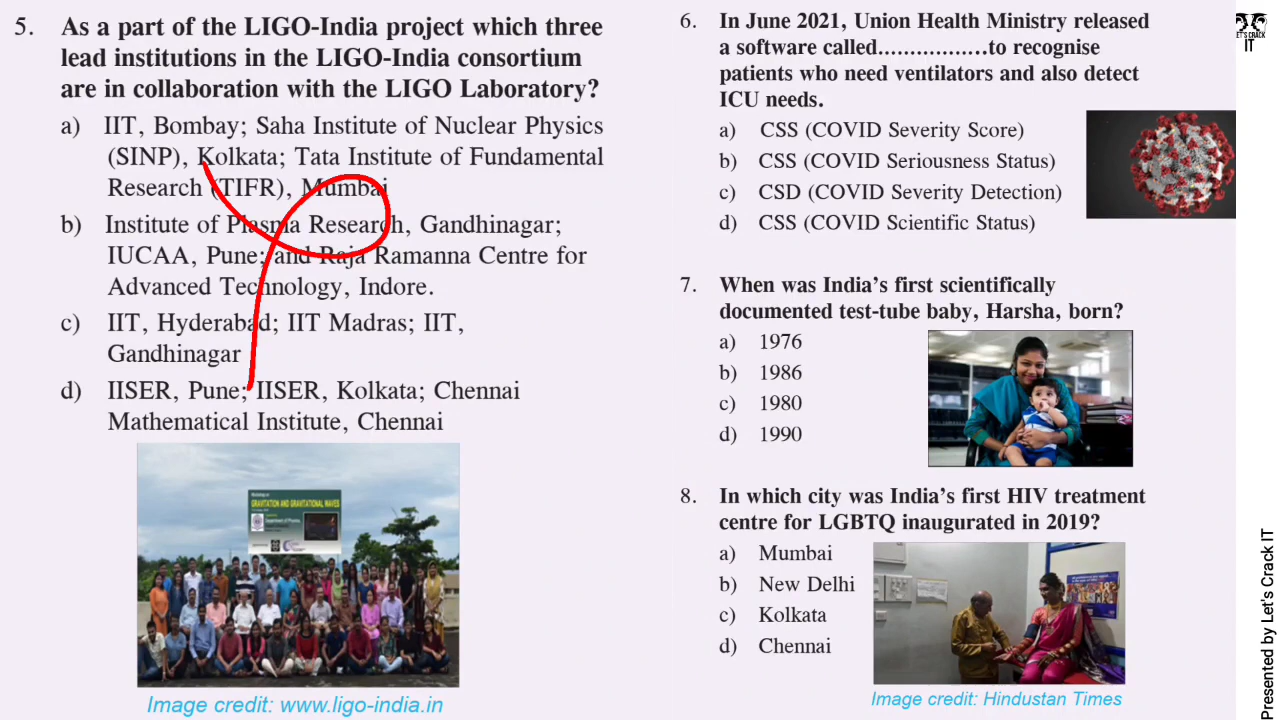 5. As a part of the LIGO-India project which three
lead institutions in the LIGO-India consortium
are in collaboration with the LIGO Laboratory?
a) IIT, Bombay; Saha Institute of Nuclear Physics
(SINP), Kolkata; Tata Institute of Fundamental
Research (TIFR), Mumbai
b) Institute of Plasma Research, Gandhinagar;
IUCAA, Pune; and Raja Ramanna Centre for
Advanced Technology, Indore.
c) IIT, Hyderabad; IIT Madras; IIT,
Gandhinagar
d) IISER, Pune; IISER, Kolkata; Chennai
Mathematical Institute, Chennai
GRAVITATION AND GRAVITATIONAL WAVES
Image credit: www.ligo-india.in
6. In June 2021, Union Health Ministry released
a software called.................to recognise
patients who need ventilators and also detect
ICU needs.
a) CSS (COVID Severity Score)
b) CSS (COVID Seriousness Status)
c) CSD (COVID Severity Detection)
d) CSS (COVID Scientific Status)
7. When was India's first scientifically
documented test-tube baby, Harsha, born?
a) 1976
b) 1986
c) 1980
d) 1990
8. In which city was India's first HIV treatment
centre for LGBTQ inaugurated in 2019?
a) Mumbai
b) New Delhi
c) Kolkata
d) Chennai
Image credit: Hindustan Times
LET'S CRACK
IT
Presented by Let's Crack IT